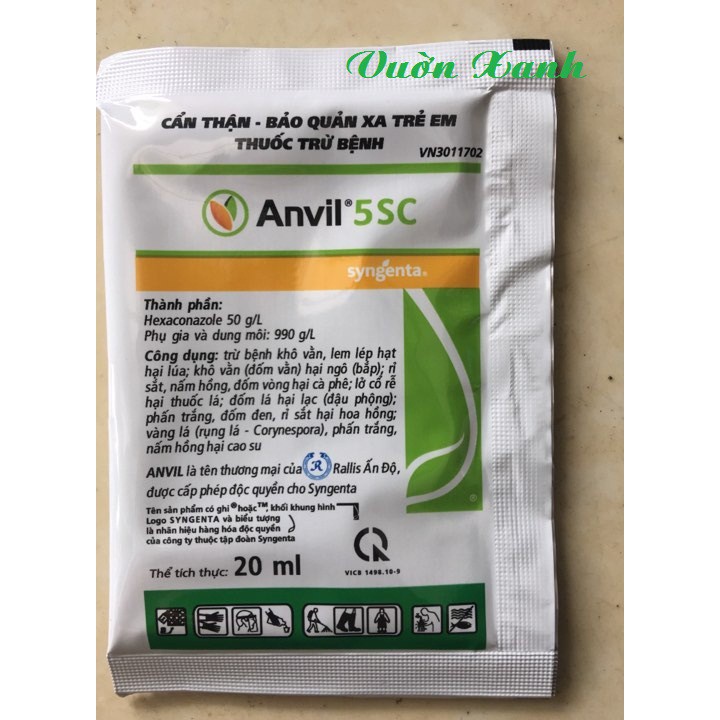 Vườn Xanh
CẨN THẬN - BẢO QUẢN XA TRẺ EM
THUỐC TRỪ BỆNH
VN3011702
Anvil® 5SC
syngenta®
Thành phần:
Hexaconazole 50 g/L
Phụ gia và dung môi: 990 g/L
Công dụng: trừ bệnh khô vằn, lem lép hạt
hại lúa; khô vằn (đốm vằn) hại ngô (bắp); rỉ
sắt, nấm hồng, đốm vòng hại cà phê; lở cổ rễ
hại thuốc lá; đốm lá hại lạc (đậu phộng);
phấn trắng, đốm đen, rỉ sắt hại hoa hồng;
vàng lá (rụng lá - Corynespora), phấn trắng,
nấm hồng hại cao su
ANVIL là tên thương mại của R Rallis Ấn Độ,
được cấp phép độc quyền cho Syngenta
Tên sản phẩm có ghi ® hoặc ™, khối khung hình
Logo SYNGENTA và biểu tượng
là nhãn hiệu hàng hóa độc quyền
của công ty thuộc tập đoàn Syngenta
Thể tích thực: 20 ml
VICB 1498.10-5